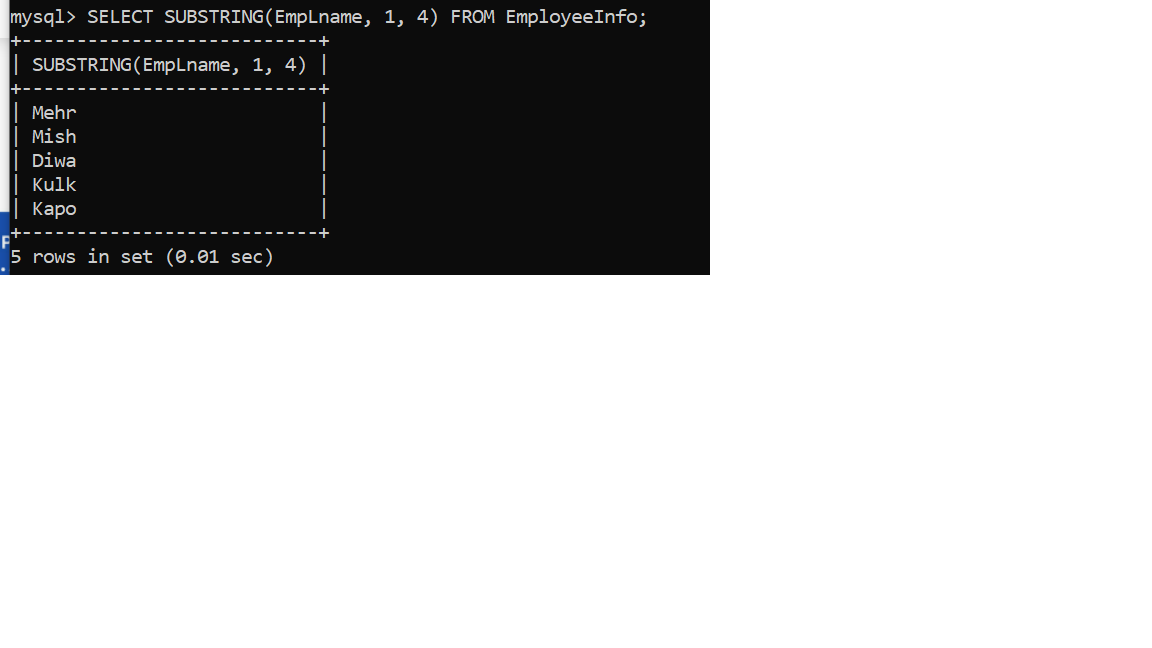 mysql> SELECT SUBSTRING(EmpLname, 1, 4) FROM EmployeeInfo;
+---------------------------+
| SUBSTRING(EmpLname, 1, 4) |
+---------------------------+
| Mehr                      |
| Mish                      |
| Diwa                      |
| Kulk                      |
| Kapo                      |
+---------------------------+
5 rows in set (0.01 sec)